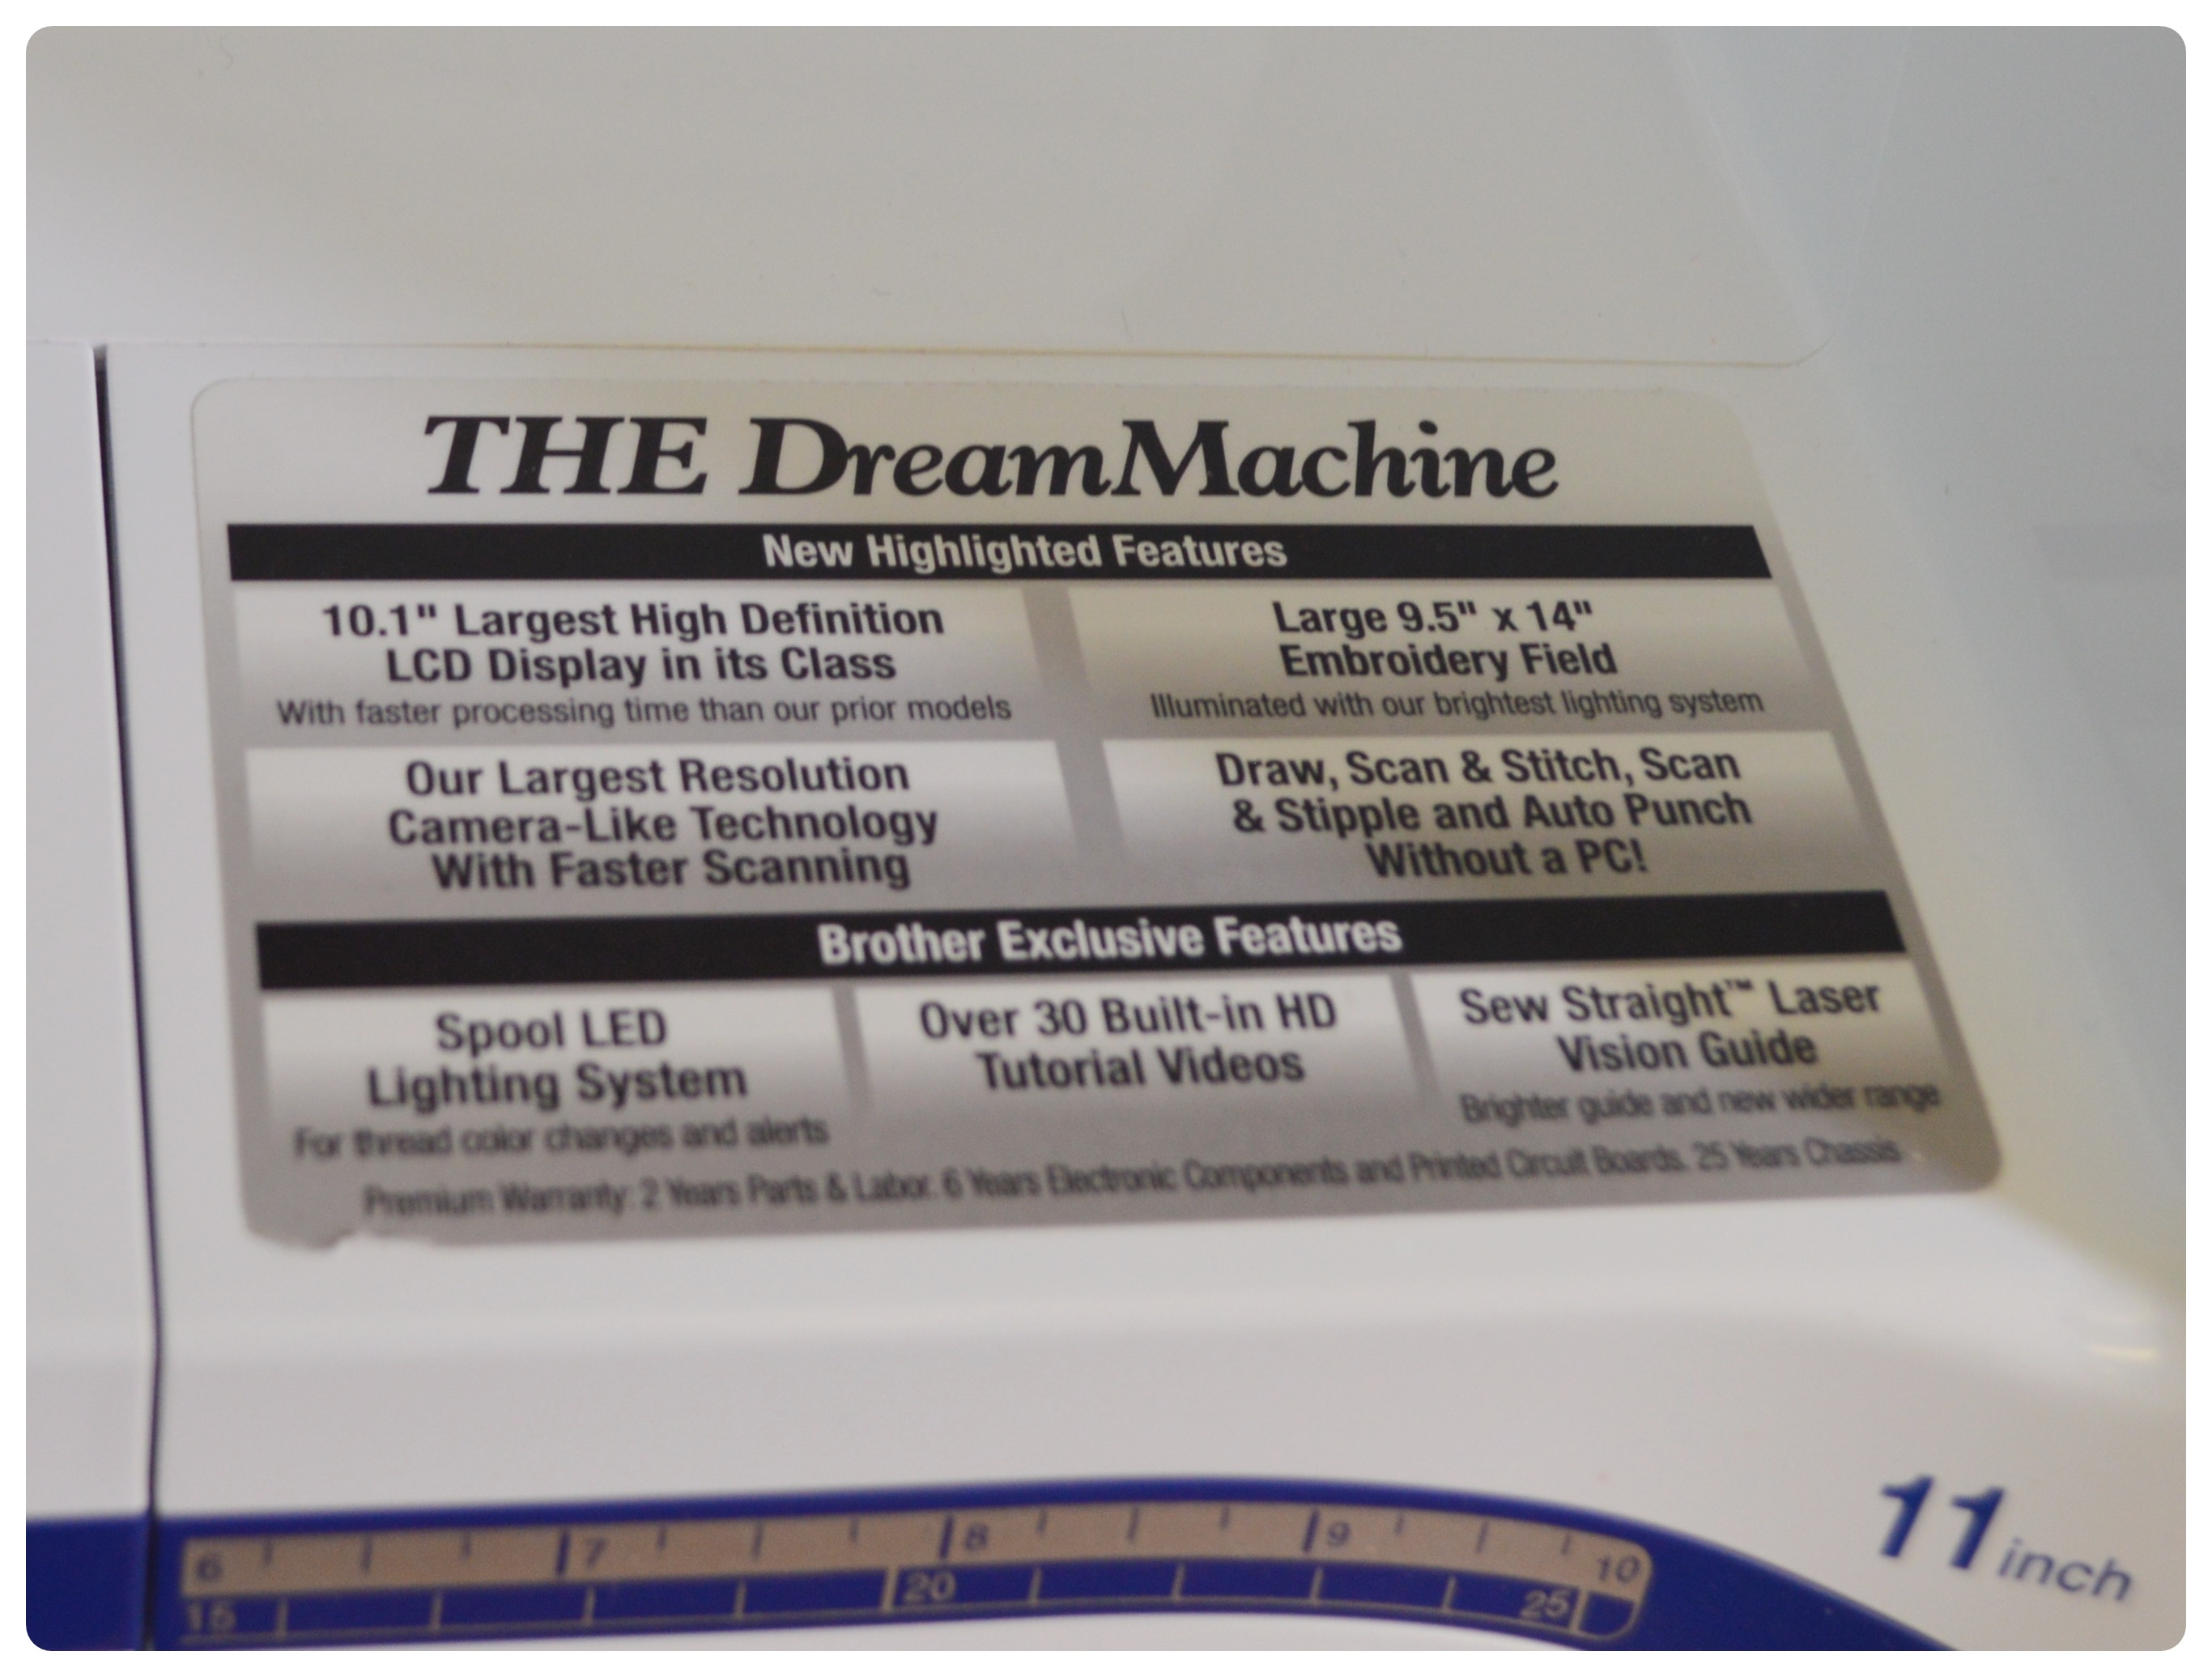 THE DreamMachine
New Highlighted Features
10.1" Largest High Definition
LCD Display in its Class
With faster processing time than our prior models
Large 9.5" x 14"
Embroidery Field
Illuminated with our brightest lighting system
Our Largest Resolution
Camera-Like Technology
With Faster Scanning
Draw, Scan & Stitch, Scan
& Stipple and Auto Punch
Without a PC!
Brother Exclusive Features
Spool LED
Lighting System
For thread color changes and alerts
Over 30 Built-in HD
Tutorial Videos
Sew Straight™ Laser
Vision Guide
Brighter guide and new wider range
Premium Warranty: 2 Years Parts & Labor. 6 Years Electronic Components and Printed Circuit Boards. 25 Years Chassis
11 inch
6 7 8 9 10
15 20 25